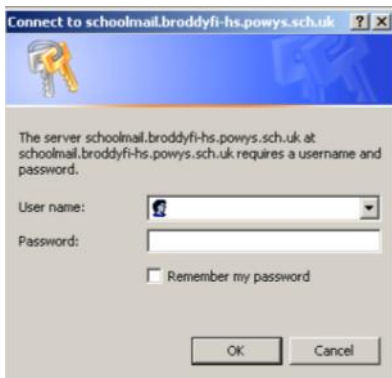 Connect to schoolmail.broddyfi-hs.powys.sch.uk
The server schoolmail.broddyfi-hs.powys.sch.uk at
schoolmail.broddyfi-hs.powys.sch.uk requires a username and
password.
User name:
Password:
Remember my password
OK Cancel